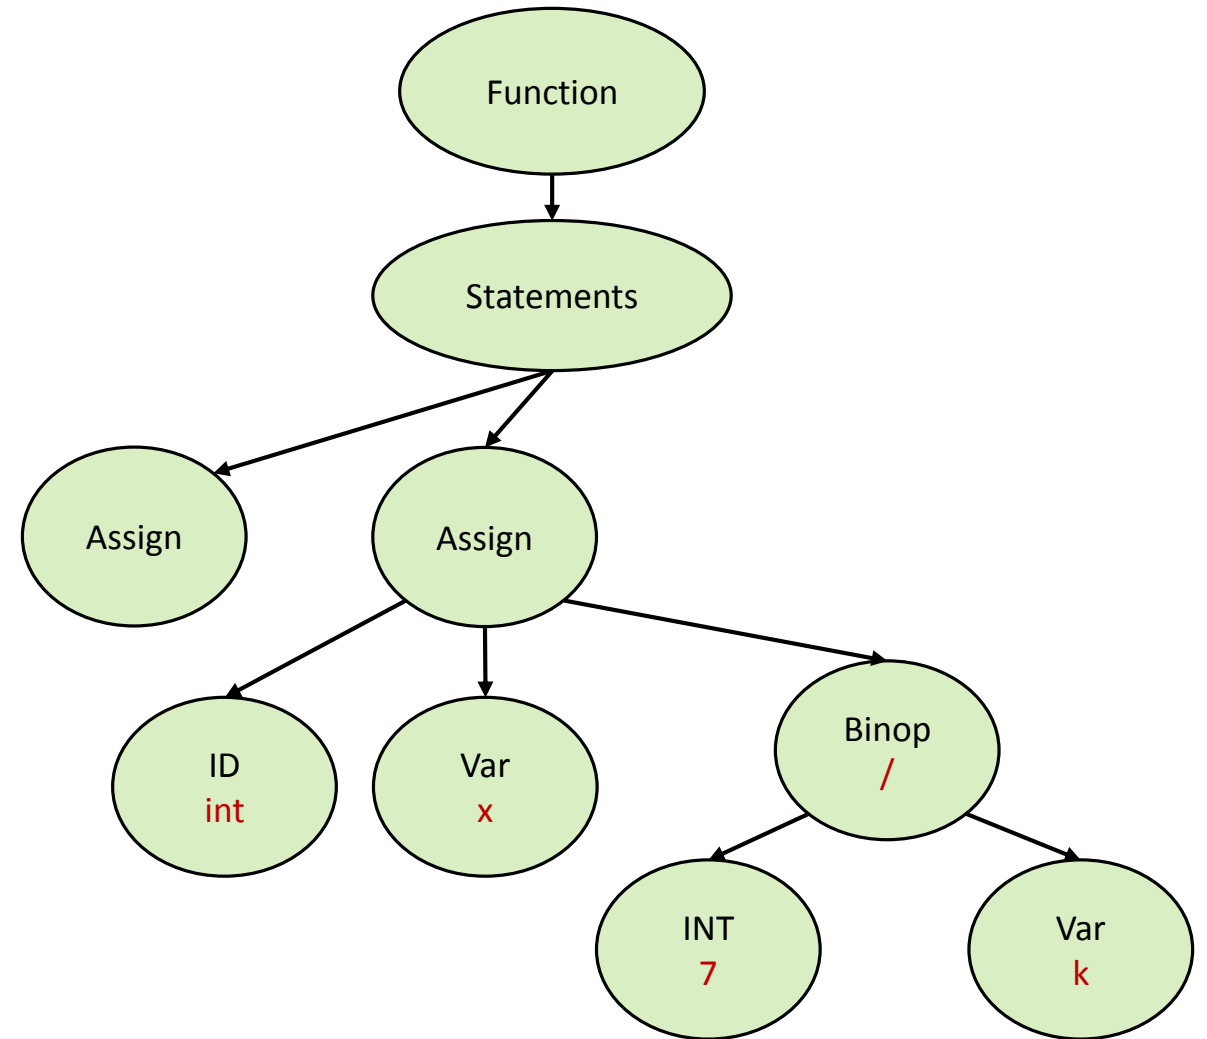 Function
Statements
Assign
Assign
ID
int
Var
x
Binop
/
INT
7
Var
k